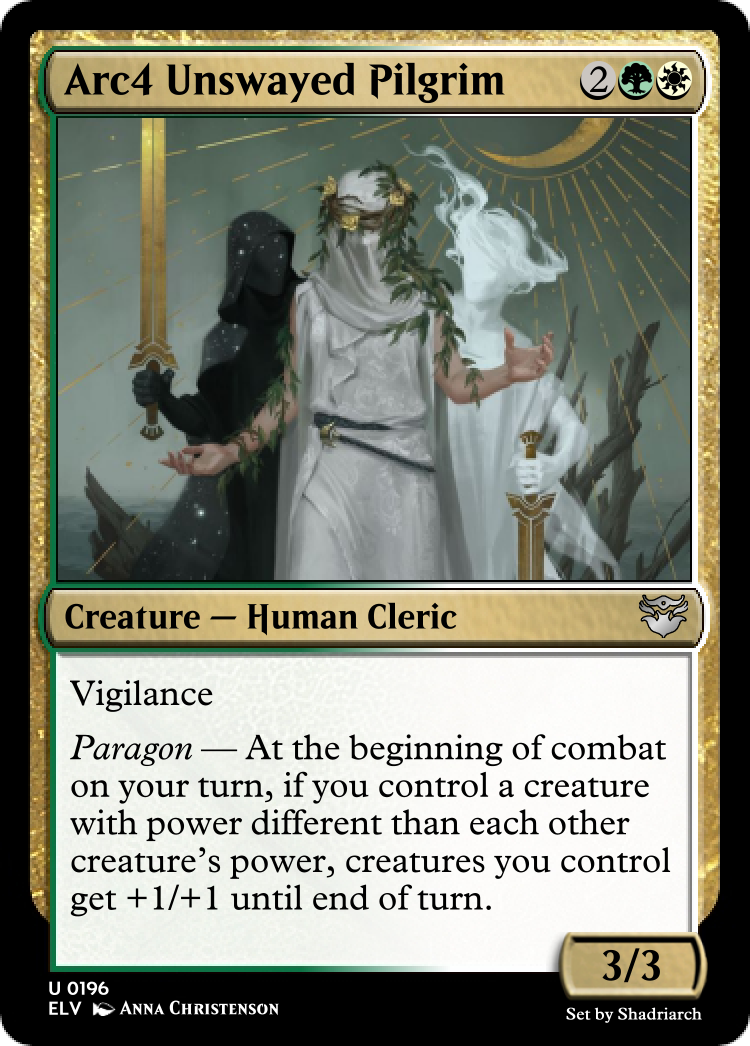 Arc4 Unswayed Pilgrim 2
Creature — Human Cleric
Vigilance
Paragon — At the beginning of combat
on your turn, if you control a creature
with power different than each other
creature's power, creatures you control
get +1/+1 until end of turn.
3/3
U 0196
ELV Anna Christenson
Set by Shadriarch